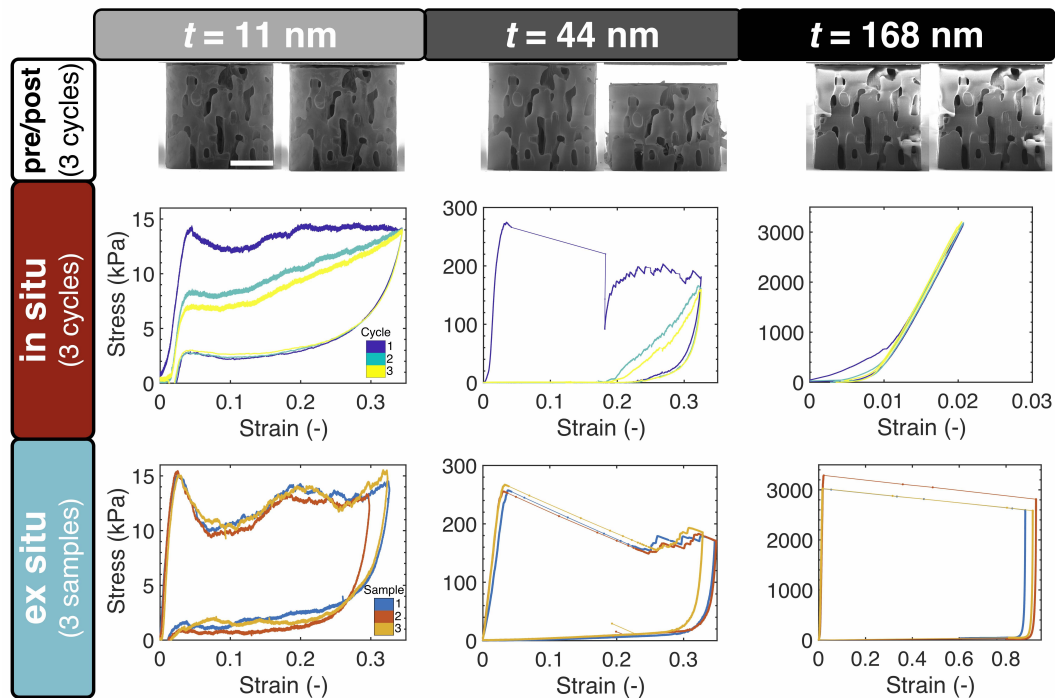 t = 11 nm
t = 44 nm
t = 168 nm
pre/post
(3 cycles)
in situ
(3 cycles)
Stress (kPa)
15
10
5
0
0 0.1 0.2 0.3
Strain (-)
Cycle
1
2
3
300
200
100
0
0 0.1 0.2 0.3
Strain (-)
3000
2000
1000
0
0 0.01 0.02 0.03
Strain (-)
ex situ
(3 samples)
Stress (kPa)
15
10
5
0
0 0.1 0.2 0.3
Strain (-)
Sample
1
2
3
300
200
100
0
0 0.2 0.35
Strain (-)
3000
2000
1000
0
0 0.2 0.4 0.6 0.8
Strain (-)